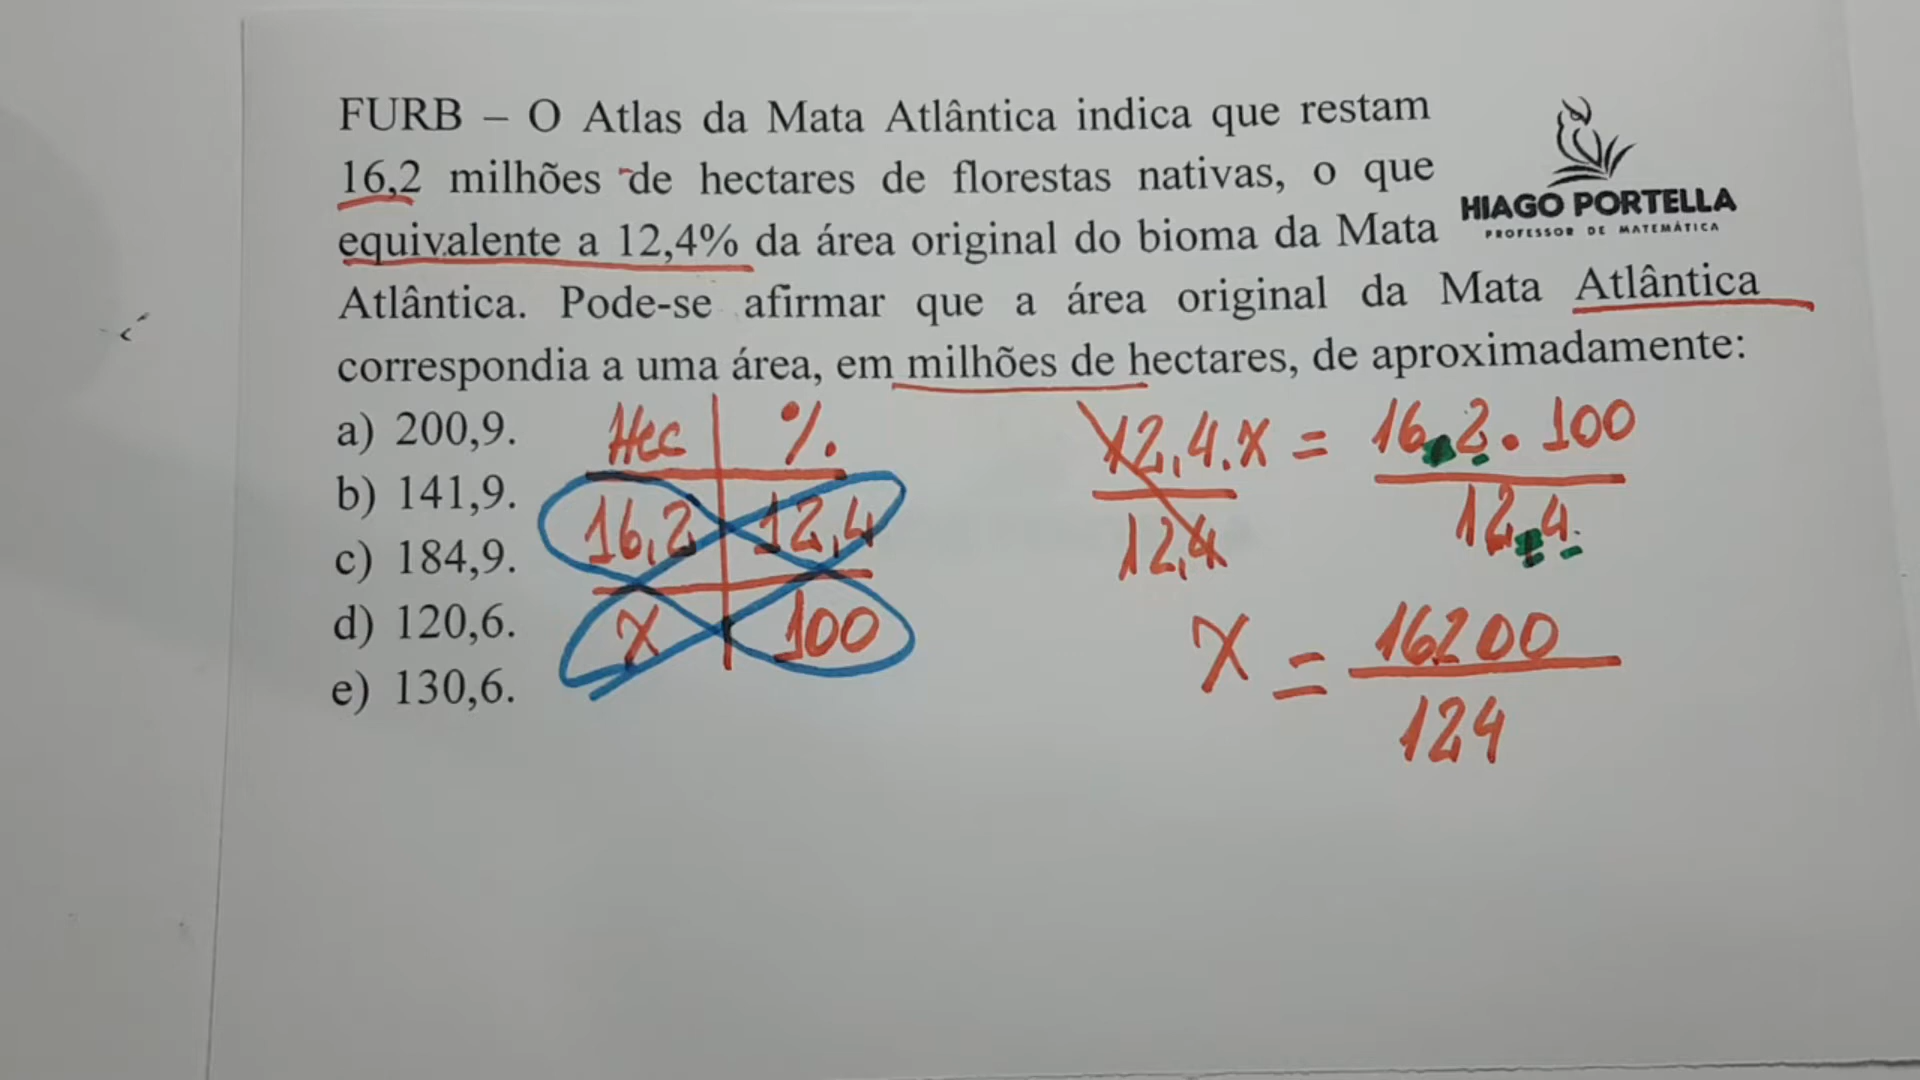 FURB – O Atlas da Mata Atlântica indica que restam
16,2 milhões de hectares de florestas nativas, o que
equivalente a 12,4% da área original do bioma da Mata
Atlântica. Pode-se afirmar que a área original da Mata Atlântica
correspondia a uma área, em milhões de hectares, de aproximadamente:
HIAGO PORTELLA
PROFESSOR DE MATEMÁTICA
a) 200,9.
b) 141,9.
c) 184,9.
d) 120,6.
e) 130,6.
Hec %
16,2 12,4
X 100
12,4.X = 16,2.100
12,4 12,4
X = 16200
124